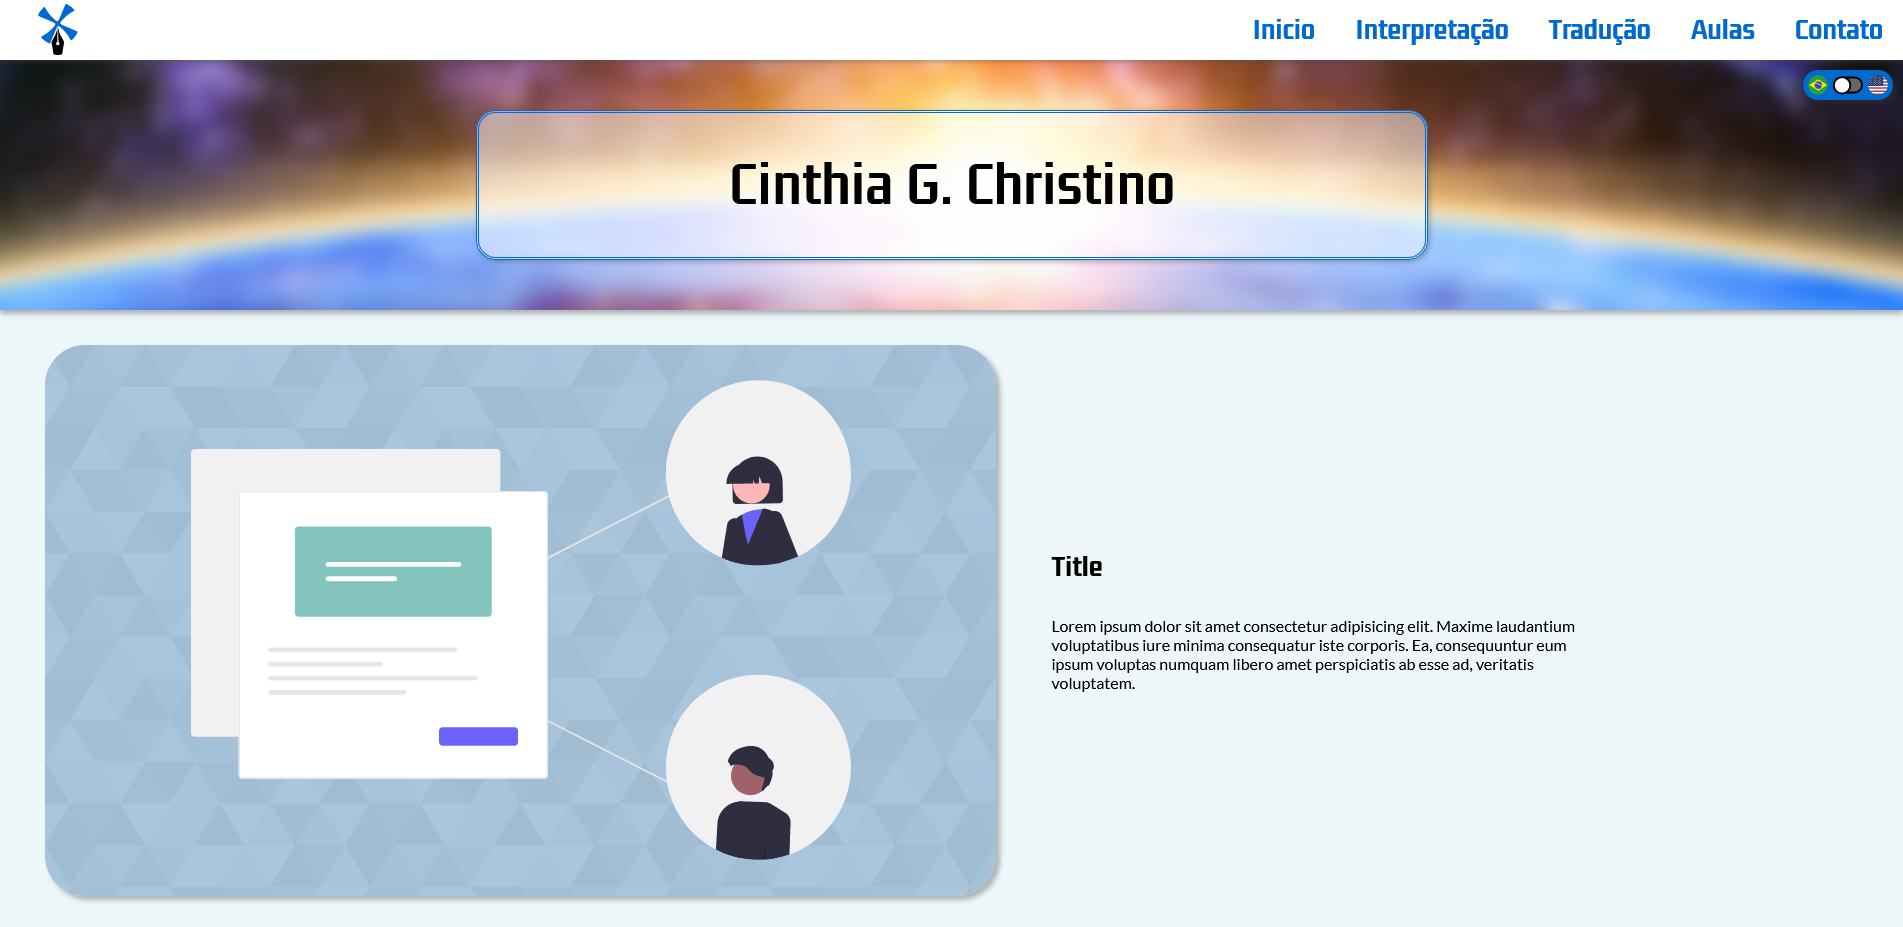 Inicio Interpretação Tradução Aulas Contato
Cinthia G. Christino
Title
Lorem ipsum dolor sit amet consectetur adipisicing elit. Maxime laudantium
voluptatibus iure minima consequatur iste corporis. Ea, consequuntur eum
ipsum voluptas numquam libero amet perspiciatis ab esse ad, veritatis
voluptatem.